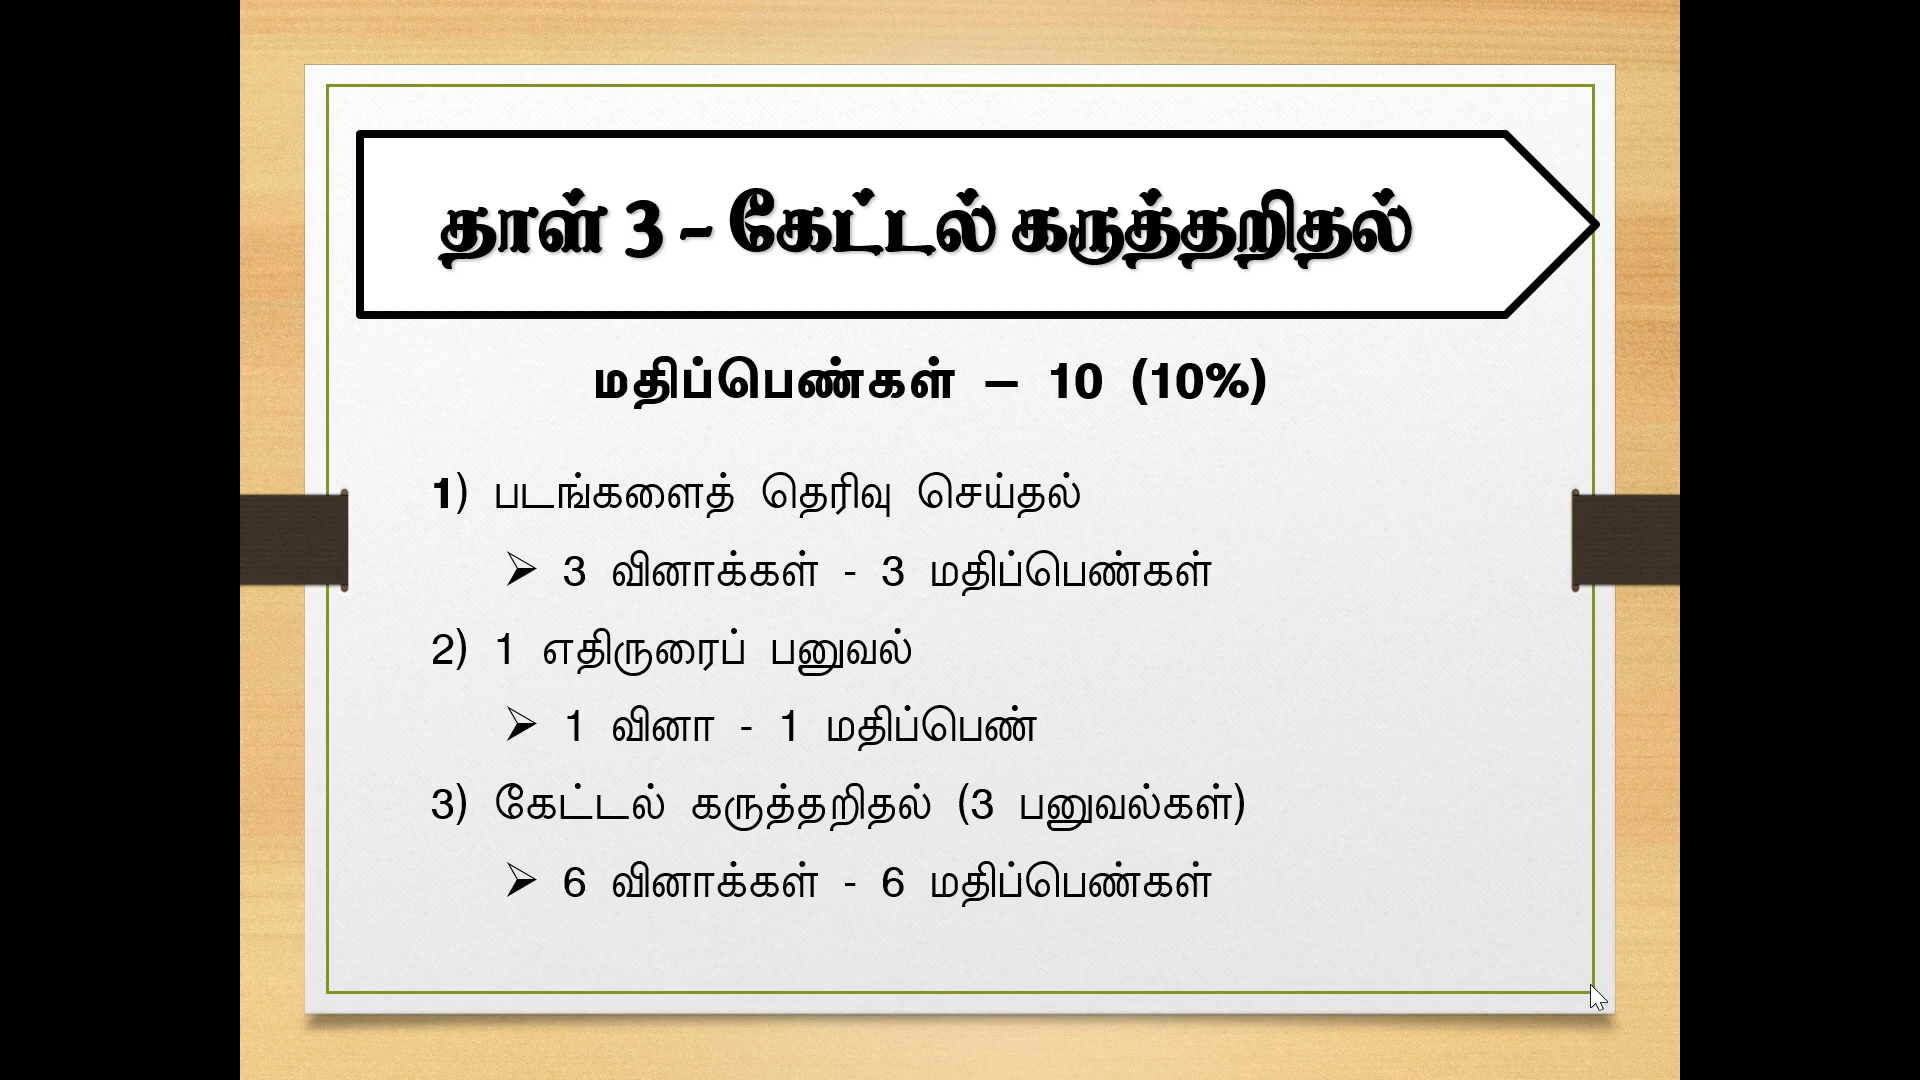 தாள் 3 - கேட்டல் கருத்தறிதல்
மதிப்பெண்கள் – 10 (10%)
1) படங்களைத் தெரிவு செய்தல்
➢ 3 வினாக்கள் - 3 மதிப்பெண்கள்
2) 1 எதிருரைப் பனுவல்
➢ 1 வினா - 1 மதிப்பெண்
3) கேட்டல் கருத்தறிதல் (3 பனுவல்கள்)
➢ 6 வினாக்கள் - 6 மதிப்பெண்கள்